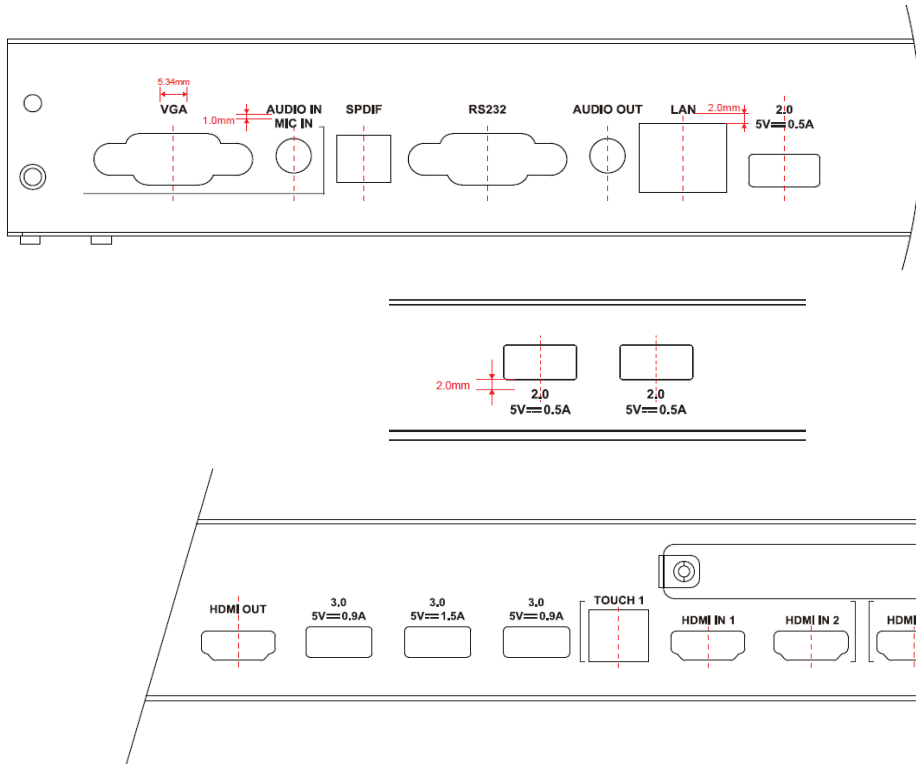 5.34mm
VGA
1.0mm
AUDIO IN
MIC IN
SPDIF
RS232
AUDIO OUT
LAN
2.0mm
2.0
5V⎓0.5A
2.0mm
2.0
5V⎓0.5A
2.0
5V⎓0.5A
HDMI OUT
3.0
5V⎓0.9A
3.0
5V⎓1.5A
3.0
5V⎓0.9A
TOUCH 1
HDMI IN 1
HDMI IN 2
HDMI